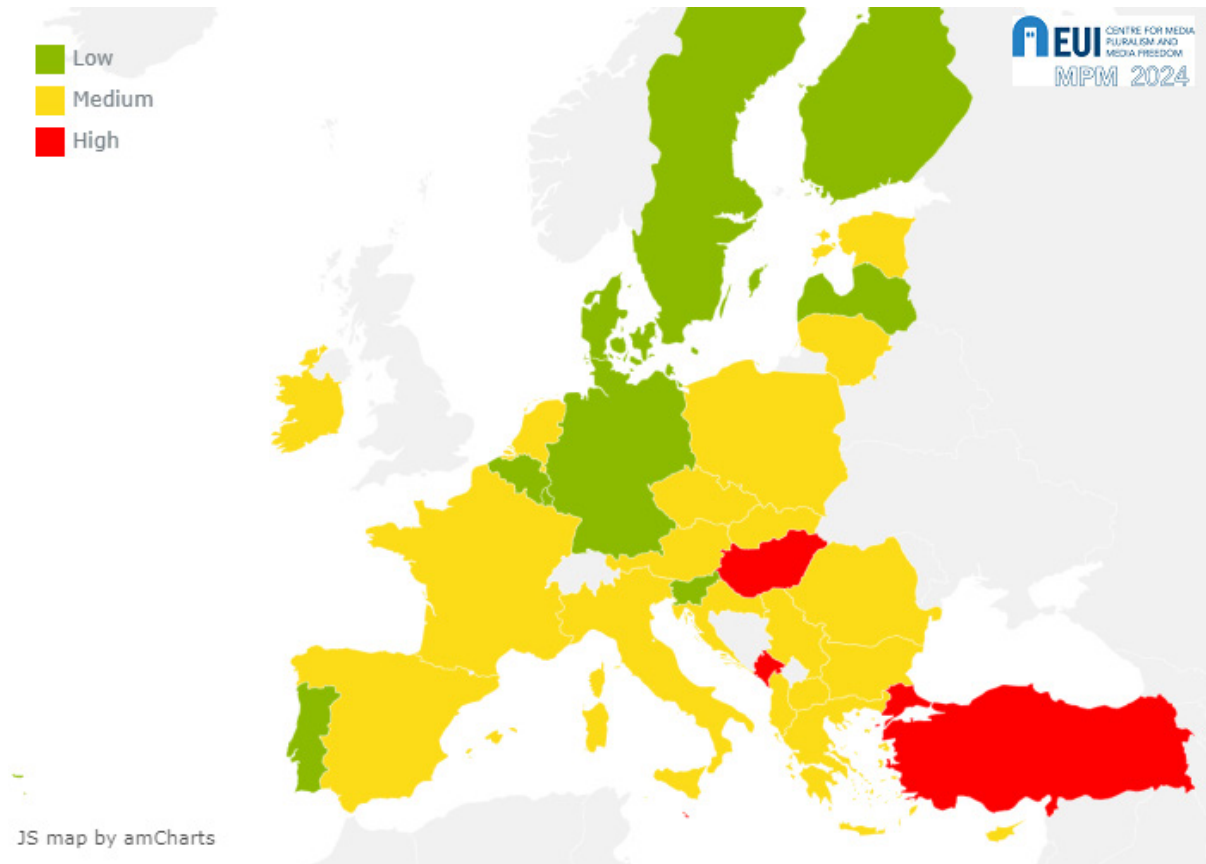 Low
Medium
High
EUI
CENTRE FOR MEDIA
PLURALISM AND
MEDIA FREEDOM
MPM 2024
JS map by amCharts